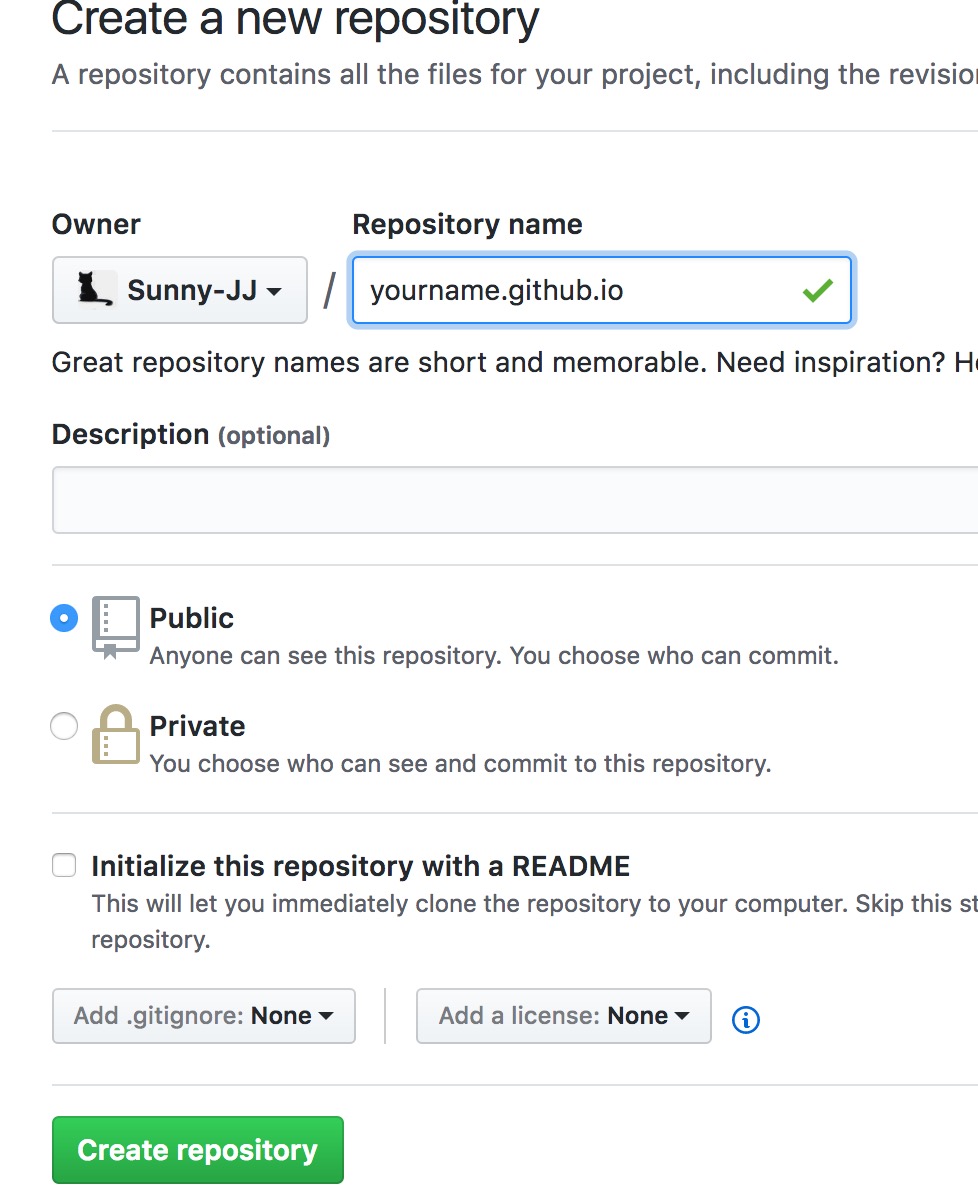 Create a new repository
A repository contains all the files for your project, including the
Owner
Repository name
Sunny-JJ / yourname.github.io
Great repository names are short and memorable. Need inspiration?
Description (optional)
Public
Anyone can see this repository. You choose who can commit.
Private
You choose who can see and commit to this repository.
Initialize this repository with a README
This will let you immediately clone the repository to your computer. Skip this
repository.
Add .gitignore: None
Add a license: None
Create repository